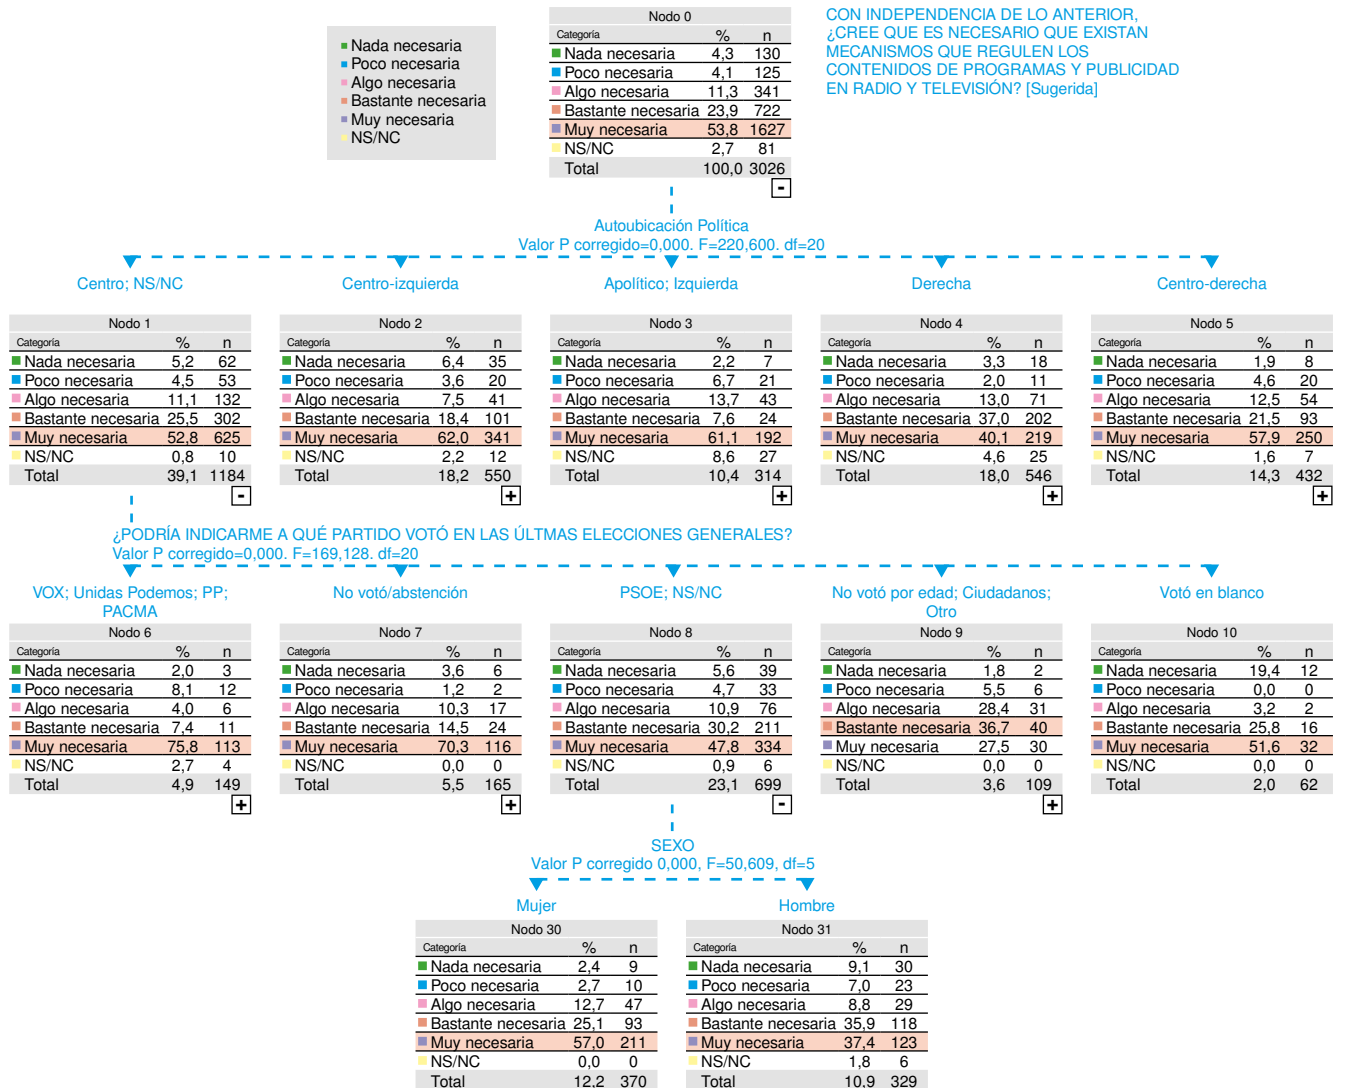 Nada necesaria
Poco necesaria
Algo necesaria
Bastante necesaria
Muy necesaria
NS/NC
Nodo 0
Categoría % n
Nada necesaria 4,3 130
Poco necesaria 4,1 125
Algo necesaria 11,3 341
Bastante necesaria 23,9 722
Muy necesaria 53,8 1627
NS/NC 2,7 81
Total 100,0 3026
-
CON INDEPENDENCIA DE LO ANTERIOR,
¿CREE QUE ES NECESARIO QUE EXISTAN
MECANISMOS QUE REGULEN LOS
CONTENIDOS DE PROGRAMAS Y PUBLICIDAD
EN RADIO Y TELEVISIÓN? [Sugerida]
Autoubicación Política
Valor P corregido=0,000. F=220,600. df=20
Centro; NS/NC
Nodo 1
Categoría % n
Nada necesaria 5,2 62
Poco necesaria 4,5 53
Algo necesaria 11,1 132
Bastante necesaria 25,5 302
Muy necesaria 52,8 625
NS/NC 0,8 10
Total 39,1 1184
-
Centro-izquierda
Nodo 2
Categoría % n
Nada necesaria 6,4 35
Poco necesaria 3,6 20
Algo necesaria 7,5 41
Bastante necesaria 18,4 101
Muy necesaria 62,0 341
NS/NC 2,2 12
Total 18,2 550
+
Apolítico; Izquierda
Nodo 3
Categoría % n
Nada necesaria 2,2 7
Poco necesaria 6,7 21
Algo necesaria 13,7 43
Bastante necesaria 7,6 24
Muy necesaria 61,1 192
NS/NC 8,6 27
Total 10,4 314
+
Derecha
Nodo 4
Categoría % n
Nada necesaria 3,3 18
Poco necesaria 2,0 11
Algo necesaria 13,0 71
Bastante necesaria 37,0 202
Muy necesaria 40,1 219
NS/NC 4,6 25
Total 18,0 546
+
Centro-derecha
Nodo 5
Categoría % n
Nada necesaria 1,9 8
Poco necesaria 4,6 20
Algo necesaria 12,5 54
Bastante necesaria 21,5 93
Muy necesaria 57,9 250
NS/NC 1,6 7
Total 14,3 432
+
¿PODRÍA INDICARME A QUÉ PARTIDO VOTÓ EN LAS ÚLTMAS ELECCIONES GENERALES?
Valor P corregido=0,000. F=169,128. df=20
VOX; Unidas Podemos; PP;
PACMA
Nodo 6
Categoría % n
Nada necesaria 2,0 3
Poco necesaria 8,1 12
Algo necesaria 4,0 6
Bastante necesaria 7,4 11
Muy necesaria 75,8 113
NS/NC 2,7 4
Total 4,9 149
+
No votó/abstención
Nodo 7
Categoría % n
Nada necesaria 3,6 6
Poco necesaria 1,2 2
Algo necesaria 10,3 17
Bastante necesaria 14,5 24
Muy necesaria 70,3 116
NS/NC 0,0 0
Total 5,5 165
+
PSOE; NS/NC
Nodo 8
Categoría % n
Nada necesaria 5,6 39
Poco necesaria 4,7 33
Algo necesaria 10,9 76
Bastante necesaria 30,2 211
Muy necesaria 47,8 334
NS/NC 0,9 6
Total 23,1 699
-
No votó por edad; Ciudadanos;
Otro
Nodo 9
Categoría % n
Nada necesaria 1,8 2
Poco necesaria 5,5 6
Algo necesaria 28,4 31
Bastante necesaria 36,7 40
Muy necesaria 27,5 30
NS/NC 0,0 0
Total 3,6 109
+
Votó en blanco
Nodo 10
Categoría % n
Nada necesaria 19,4 12
Poco necesaria 0,0 0
Algo necesaria 3,2 2
Bastante necesaria 25,8 16
Muy necesaria 51,6 32
NS/NC 0,0 0
Total 2,0 62
SEXO
Valor P corregido 0,000, F=50,609, df=5
Mujer
Nodo 30
Categoría % n
Nada necesaria 2,4 9
Poco necesaria 2,7 10
Algo necesaria 12,7 47
Bastante necesaria 25,1 93
Muy necesaria 57,0 211
NS/NC 0,0 0
Total 12,2 370
Hombre
Nodo 31
Categoría % n
Nada necesaria 9,1 30
Poco necesaria 7,0 23
Algo necesaria 8,8 29
Bastante necesaria 35,9 118
Muy necesaria 37,4 123
NS/NC 1,8 6
Total 10,9 329